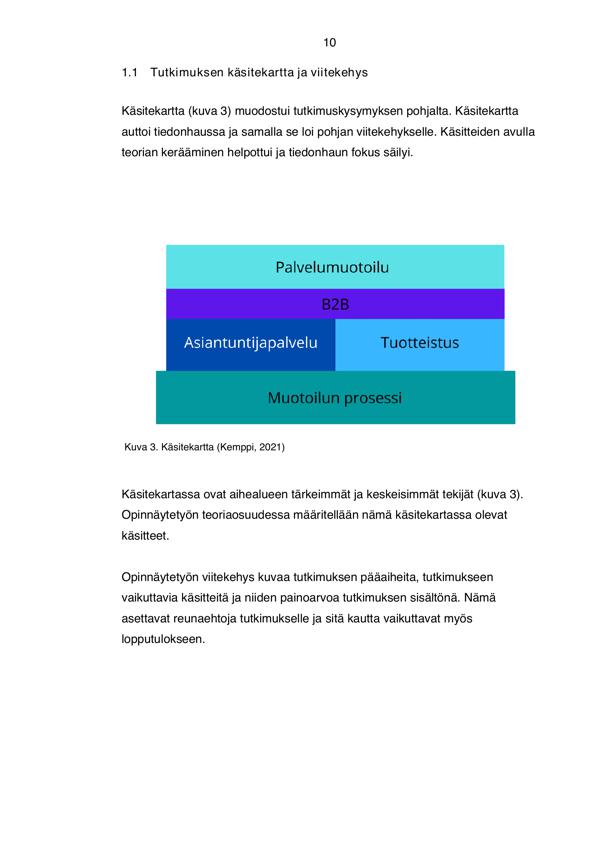 10
1.1 Tutkimuksen käsitekartta ja viitekehys
Käsitekartta (kuva 3) muodostui tutkimuskysymyksen pohjalta. Käsitekartta
auttoi tiedonhaussa ja samalla se loi pohjan viitekehykselle. Käsitteiden avulla
teorian kerääminen helpottui ja tiedonhaun fokus säilyi.
Palvelumuotoilu
B2B
Asiantuntijapalvelu Tuotteistus
Muotoilun prosessi
Kuva 3. Käsitekartta (Kemppi, 2021)
Käsitekartassa ovat aihealueen tärkeimmät ja keskeisimmät tekijät (kuva 3).
Opinnäytetyön teoriaosuudessa määritellään nämä käsitekartassa olevat
käsitteet.
Opinnäytetyön viitekehys kuvaa tutkimuksen pääaiheita, tutkimukseen
vaikuttavia käsitteitä ja niiden painoarvoa tutkimuksen sisältönä. Nämä
asettavat reunaehtoja tutkimukselle ja sitä kautta vaikuttavat myös
lopputulokseen.